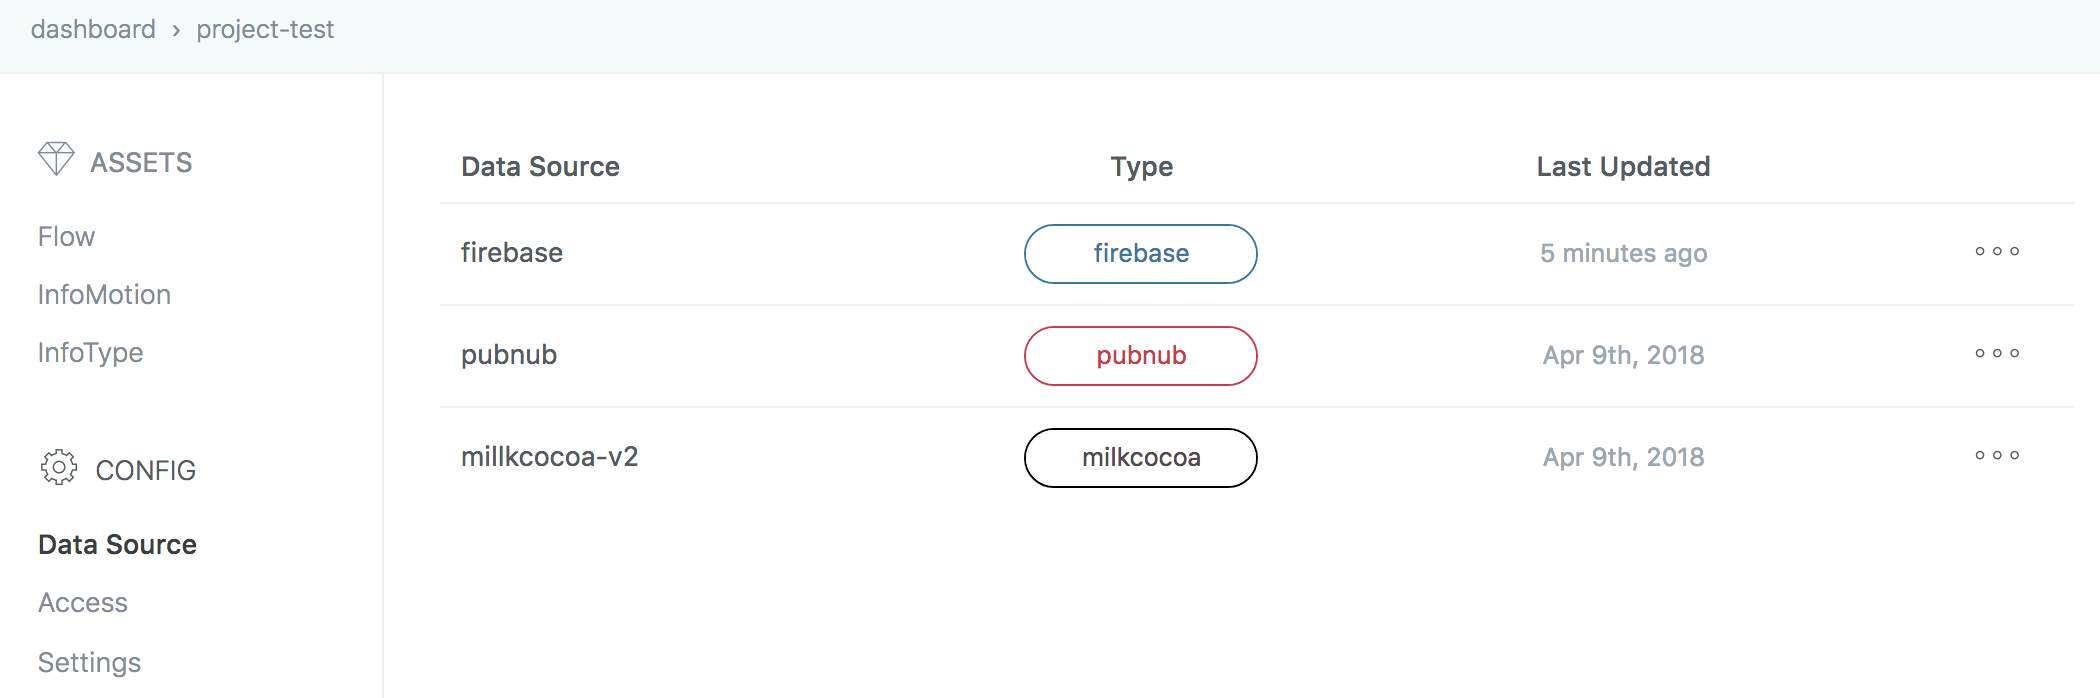 dashboard › project-test
ASSETS
Flow
InfoMotion
InfoType
CONFIG
Data Source
Access
Settings
Data Source Type Last Updated
firebase firebase 5 minutes ago
pubnub pubnub Apr 9th, 2018
millkcocoa-v2 milkcocoa Apr 9th, 2018